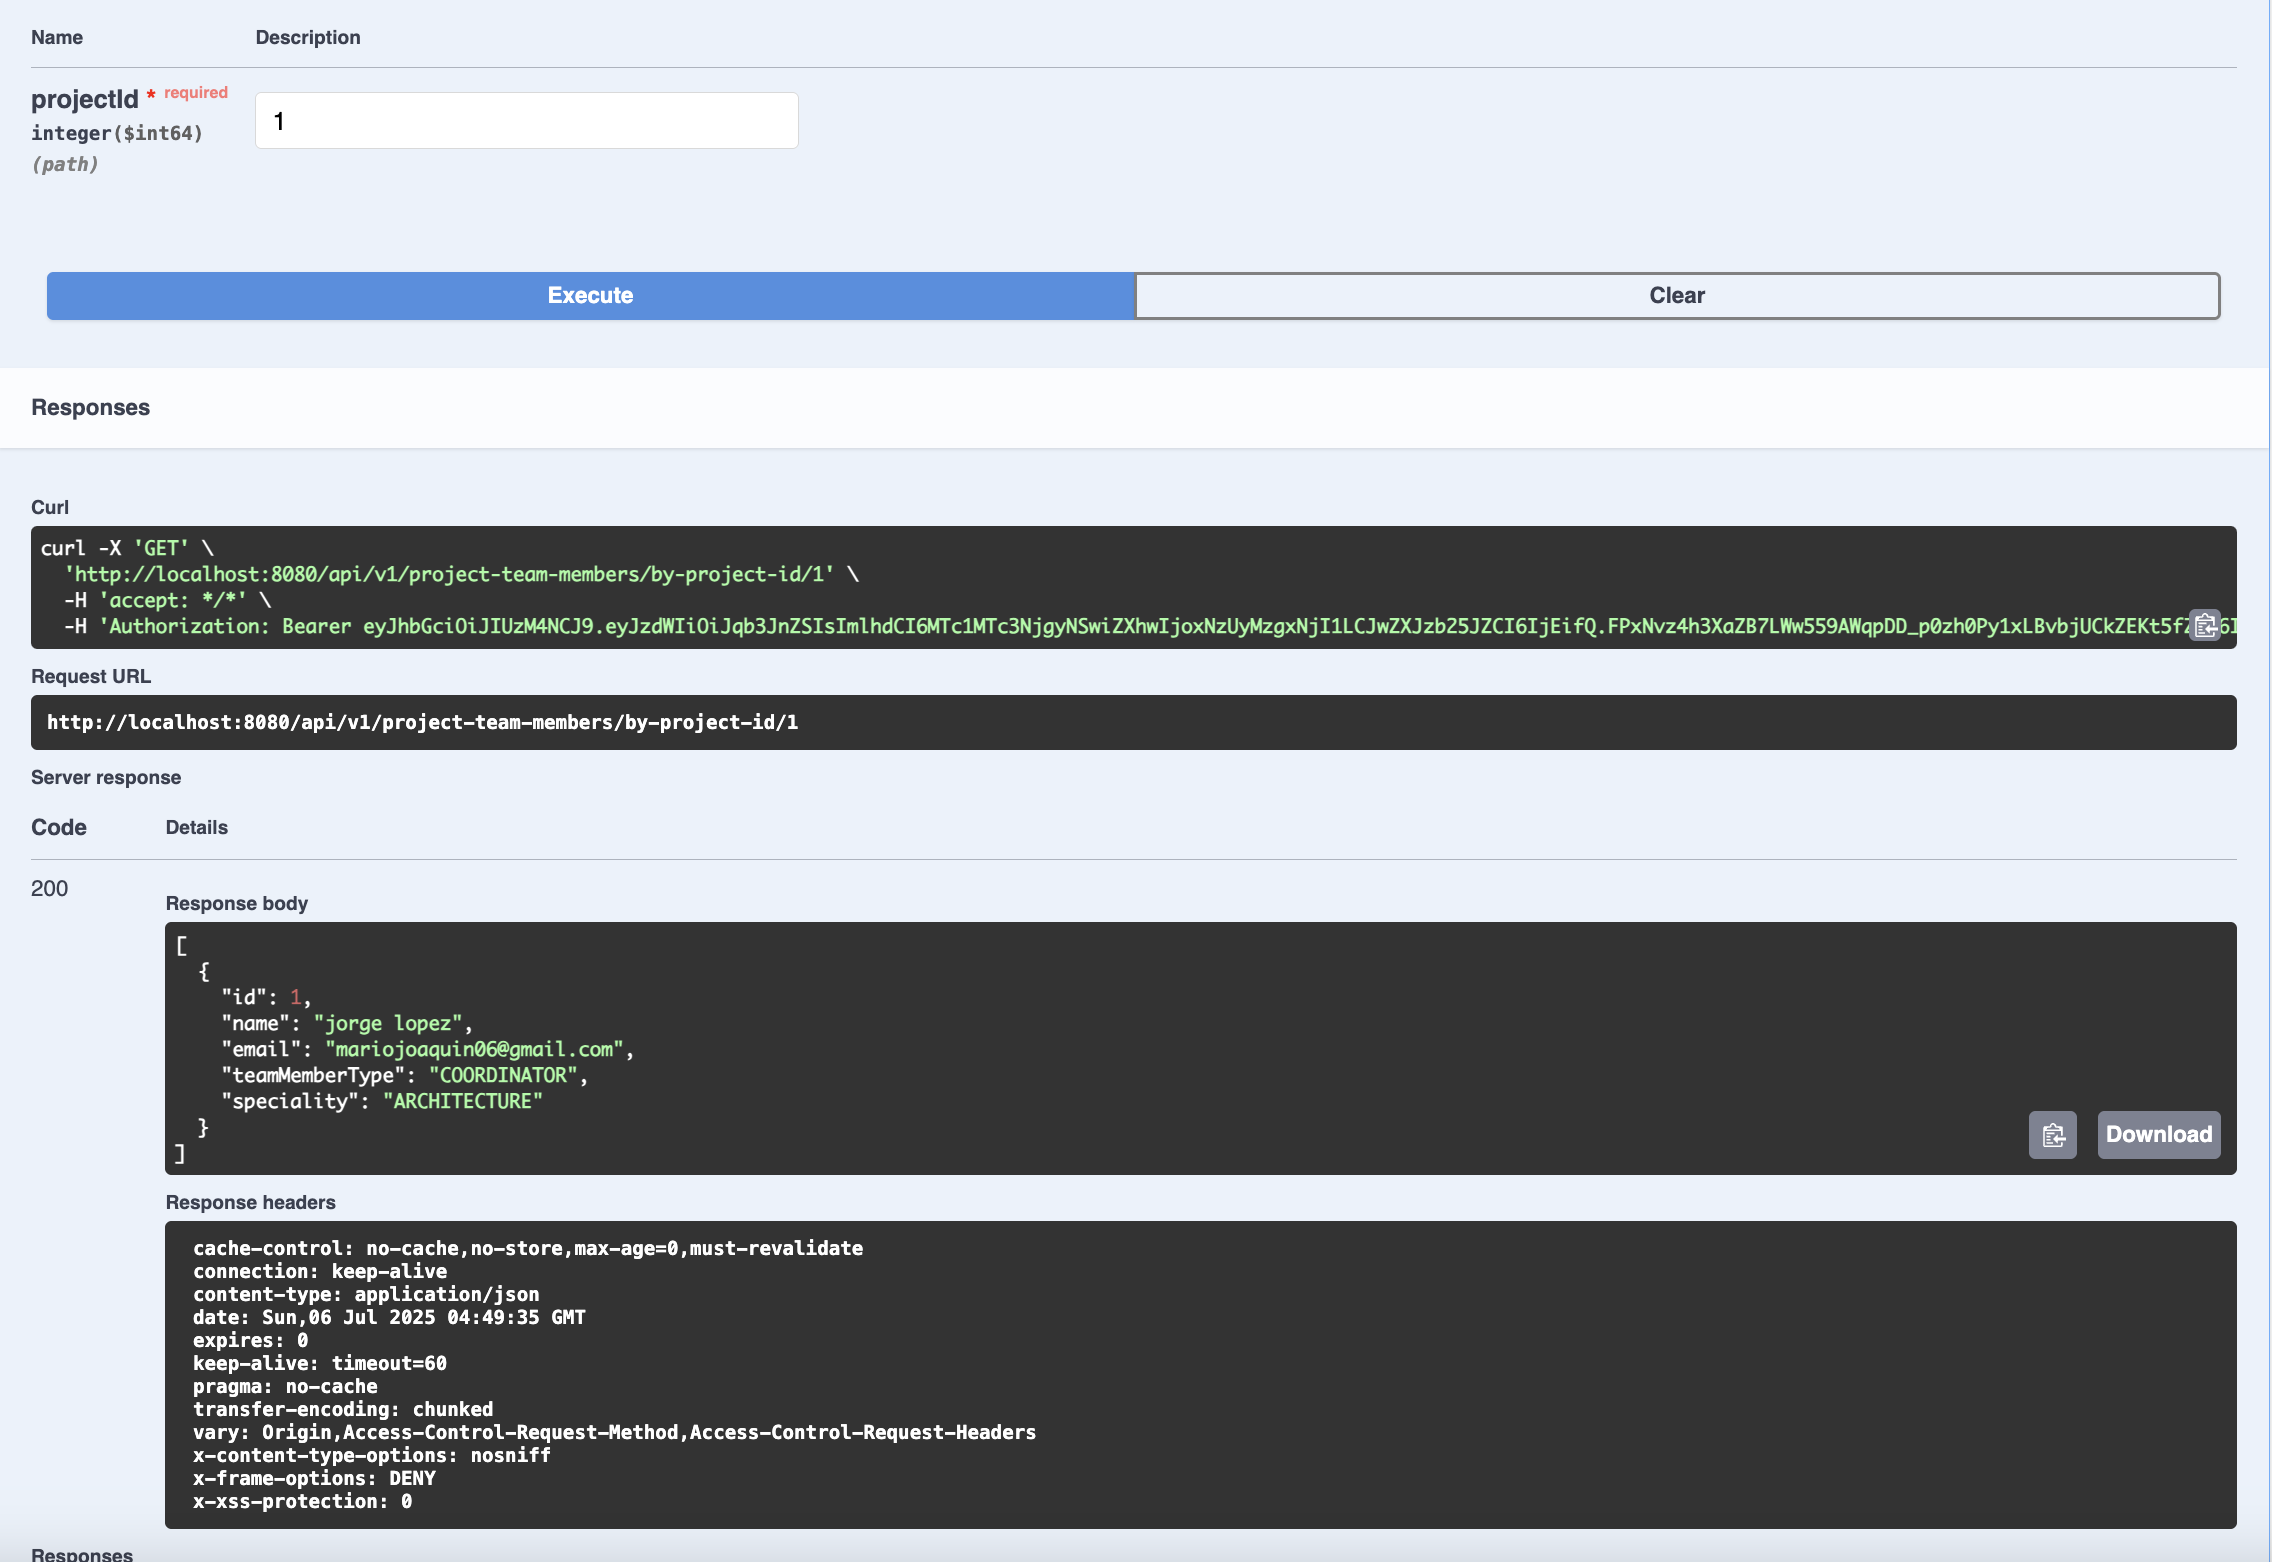 Name Description
projectId * required
integer($int64)
(path)
1
Execute Clear
Responses
Curl
curl -X 'GET' \
'http://localhost:8080/api/v1/project-team-members/by-project-id/1' \
-H 'accept: */*' \
-H 'Authorization: Bearer eyJhbGciOiJIUzM4NCJ9.eyJzdWIiOiJqb3JnZSIsImlhdCI6MTc1MTc3NjgyNSwiZXhwIjoxNzUyMzgxNjI1LCJwZXJzb25JZCI6IjEifQ.FPxNvz4h3XaZB7LWw559AWqpDD_p0zh0Py1xLBvbjUCkZEKt5f
Request URL
http://localhost:8080/api/v1/project-team-members/by-project-id/1
Server response
Code Details
200
Response body
[
{
"id": 1,
"name": "jorge lopez",
"email": "mariojoaquin06@gmail.com",
"teamMemberType": "COORDINATOR",
"speciality": "ARCHITECTURE"
}
]
Download
Response headers
cache-control: no-cache,no-store,max-age=0,must-revalidate
connection: keep-alive
content-type: application/json
date: Sun,06 Jul 2025 04:49:35 GMT
expires: 0
keep-alive: timeout=60
pragma: no-cache
transfer-encoding: chunked
vary: Origin,Access-Control-Request-Method,Access-Control-Request-Headers
x-content-type-options: nosniff
x-frame-options: DENY
x-xss-protection: 0
Responses